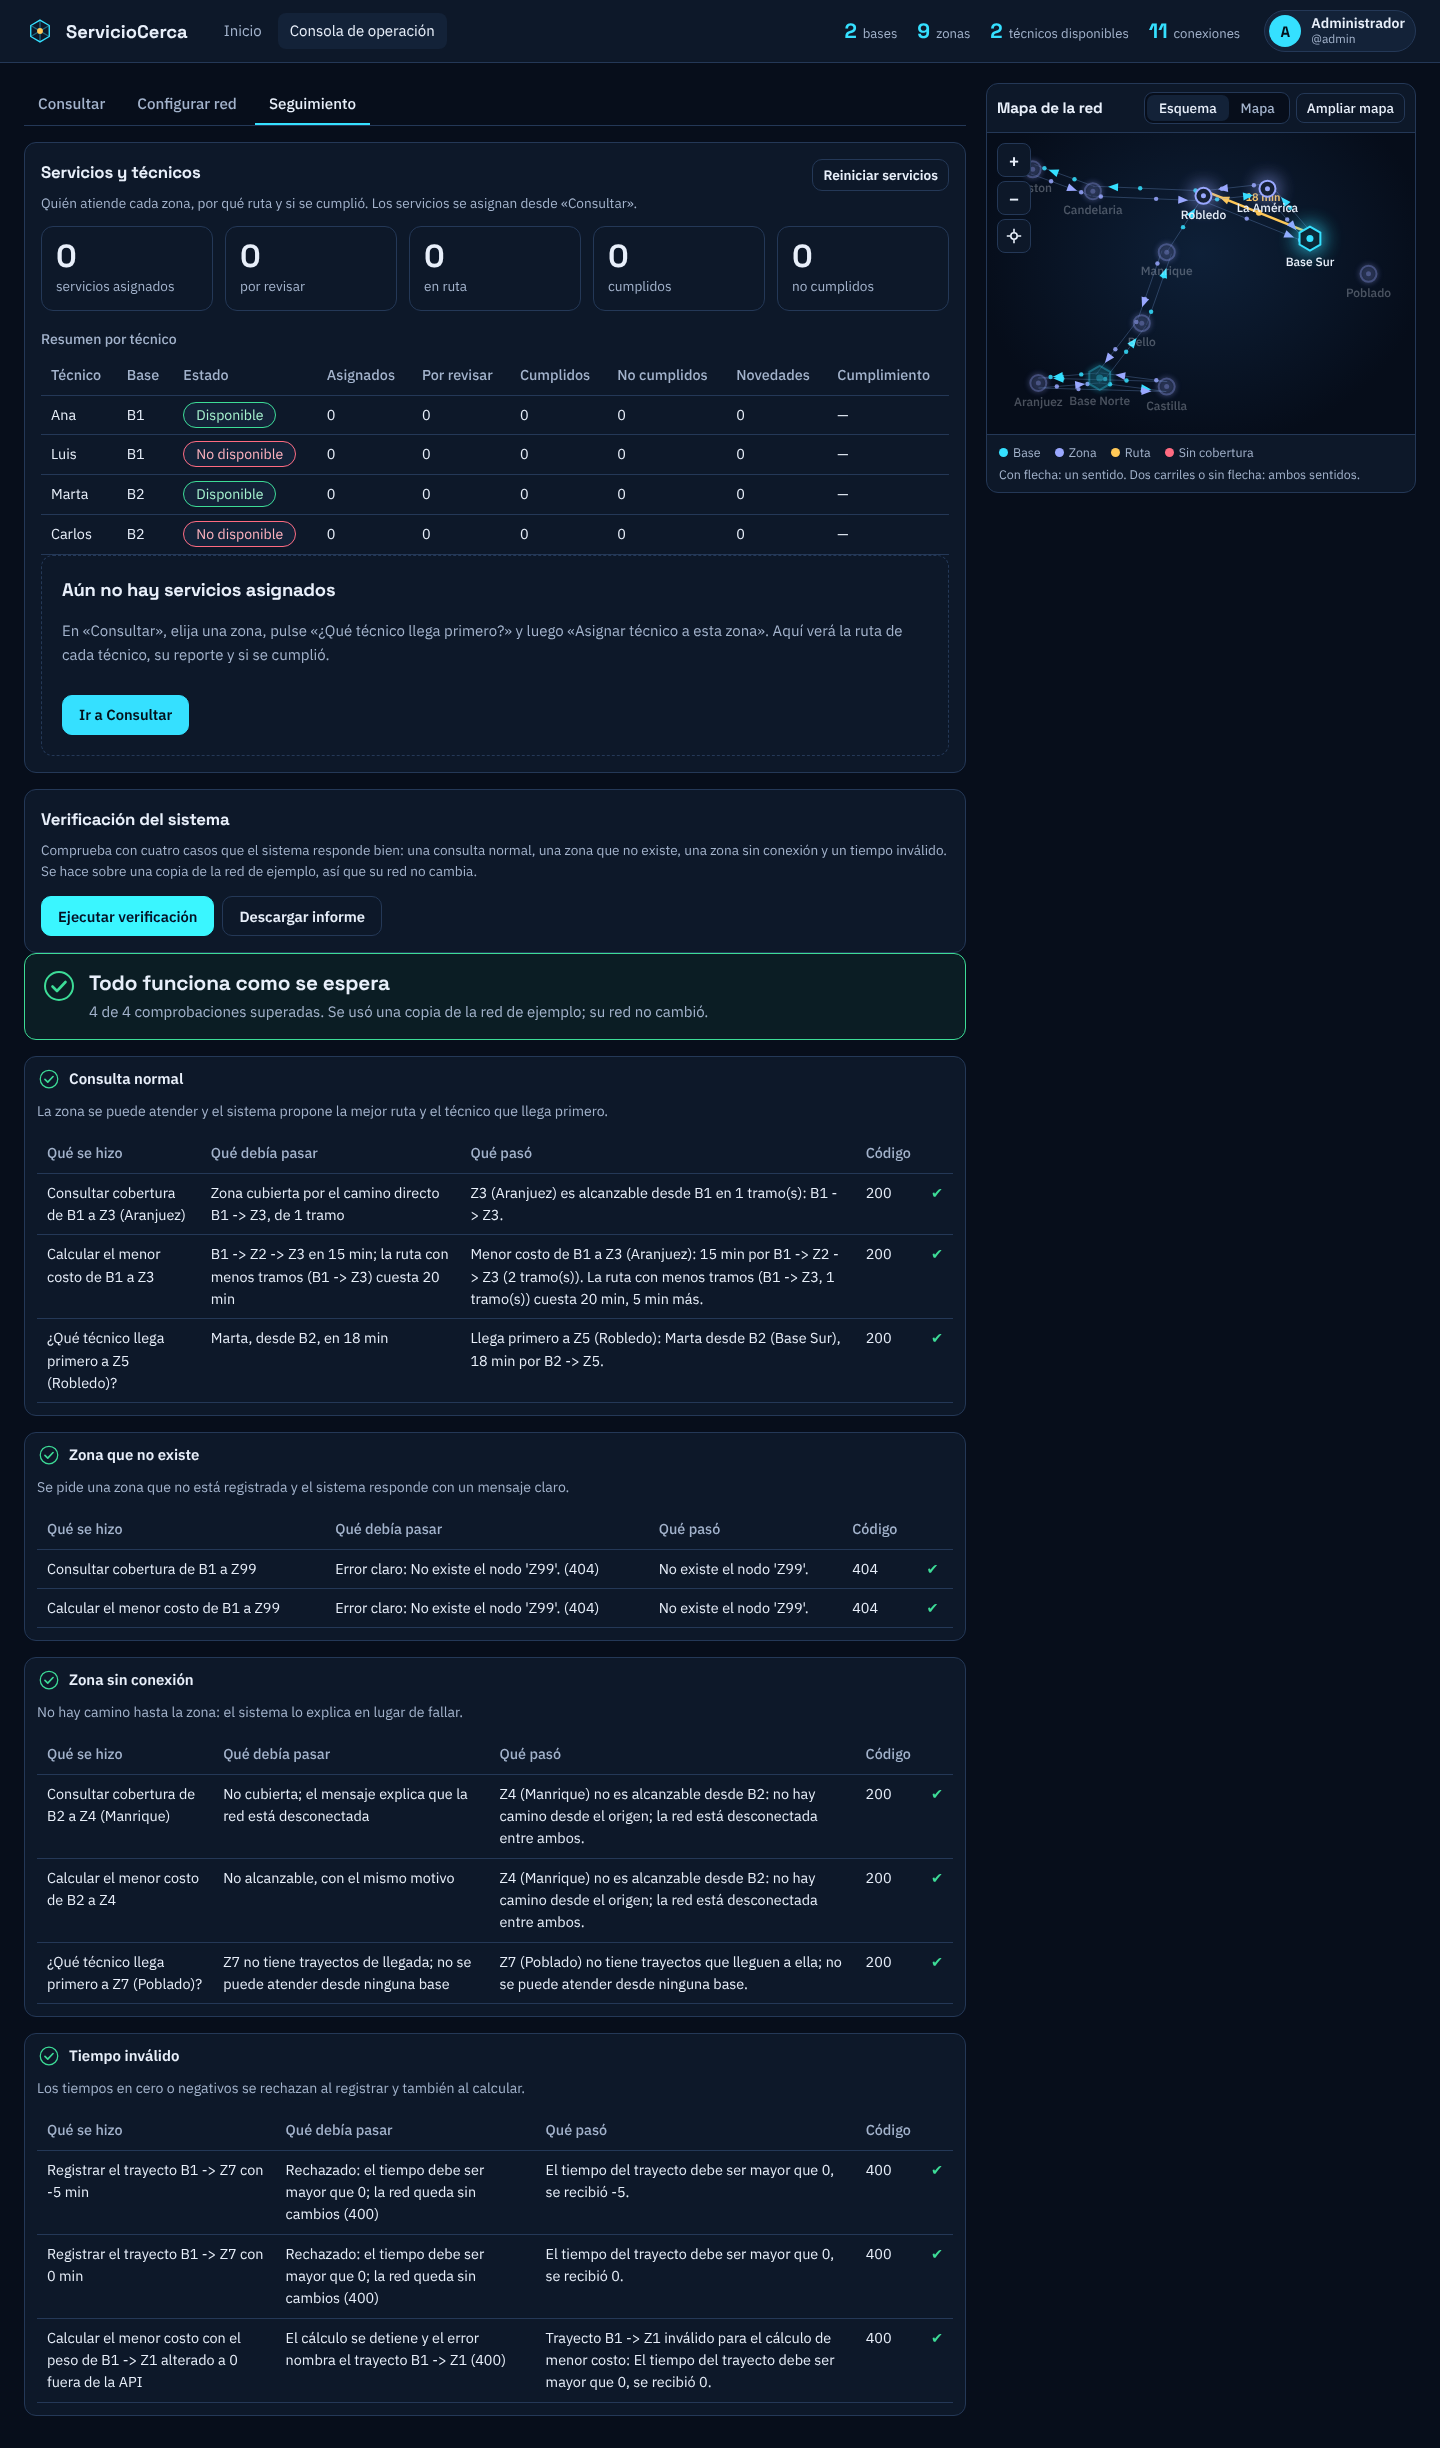 ServicioCerca
Inicio
Consola de operación
2 bases
9 zonas
2 técnicos disponibles
11 conexiones
A
Administrador
@admin
Consultar
Configurar red
Seguimiento
Servicios y técnicos
Reiniciar servicios
Quién atiende cada zona, por qué ruta y si se cumplió. Los servicios se asignan desde «Consultar».
0
servicios asignados
0
por revisar
0
en ruta
0
cumplidos
0
no cumplidos
Resumen por técnico
Técnico Base Estado Asignados Por revisar Cumplidos No cumplidos Novedades Cumplimiento
Ana B1 Disponible 0 0 0 0 0 —
Luis B1 No disponible 0 0 0 0 0 —
Marta B2 Disponible 0 0 0 0 0 —
Carlos B2 No disponible 0 0 0 0 0 —
Aún no hay servicios asignados
En «Consultar», elija una zona, pulse «¿Qué técnico llega primero?» y luego «Asignar técnico a esta zona». Aquí verá la ruta de
cada técnico, su reporte y si se cumplió.
Ir a Consultar
Verificación del sistema
Comprueba con cuatro casos que el sistema responde bien: una consulta normal, una zona que no existe, una zona sin conexión y un tiempo inválido.
Se hace sobre una copia de la red de ejemplo, así que su red no cambia.
Ejecutar verificación
Descargar informe
Todo funciona como se espera
4 de 4 comprobaciones superadas. Se usó una copia de la red de ejemplo; su red no cambió.
Consulta normal
La zona se puede atender y el sistema propone la mejor ruta y el técnico que llega primero.
Qué se hizo Qué debía pasar Qué pasó Código
Consultar cobertura Zona cubierta por el camino directo Z3 (Aranjuez) es alcanzable desde B1 en 1 tramo(s): B1 - 200 ✔
de B1 a Z3 (Aranjuez) B1 -> Z3, de 1 tramo > Z3.
Calcular el menor B1 -> Z2 -> Z3 en 15 min; la ruta con Menor costo de B1 a Z3 (Aranjuez): 15 min por B1 -> Z2 - 200 ✔
costo de B1 a Z3 menos tramos (B1 -> Z3) cuesta 20 > Z3 (2 tramo(s)). La ruta con menos tramos (B1 -> Z3, 1
min tramo(s)) cuesta 20 min, 5 min más.
¿Qué técnico llega Marta, desde B2, en 18 min Llega primero a Z5 (Robledo): Marta desde B2 (Base Sur), 200 ✔
primero a Z5 18 min por B2 -> Z5.
(Robledo)?
Zona que no existe
Se pide una zona que no está registrada y el sistema responde con un mensaje claro.
Qué se hizo Qué debía pasar Qué pasó Código
Consultar cobertura de B1 a Z99 Error claro: No existe el nodo 'Z99'. (404) No existe el nodo 'Z99'. 404 ✔
Calcular el menor costo de B1 a Z99 Error claro: No existe el nodo 'Z99'. (404) No existe el nodo 'Z99'. 404 ✔
Zona sin conexión
No hay camino hasta la zona: el sistema lo explica en lugar de fallar.
Qué se hizo Qué debía pasar Qué pasó Código
Consultar cobertura de No cubierta; el mensaje explica que la Z4 (Manrique) no es alcanzable desde B2: no hay 200 ✔
B2 a Z4 (Manrique) red está desconectada camino desde el origen; la red está desconectada
entre ambos.
Calcular el menor costo No alcanzable, con el mismo motivo Z4 (Manrique) no es alcanzable desde B2: no hay 200 ✔
de B2 a Z4 camino desde el origen; la red está desconectada
entre ambos.
¿Qué técnico llega Z7 no tiene trayectos de llegada; no se Z7 (Poblado) no tiene trayectos que lleguen a ella; no 200 ✔
primero a Z7 (Poblado)? puede atender desde ninguna base se puede atender desde ninguna base.
Tiempo inválido
Los tiempos en cero o negativos se rechazan al registrar y también al calcular.
Qué se hizo Qué debía pasar Qué pasó Código
Registrar el trayecto B1 -> Z7 con Rechazado: el tiempo debe ser El tiempo del trayecto debe ser mayor que 0, 400 ✔
-5 min mayor que 0; la red queda sin se recibió -5.
cambios (400)
Registrar el trayecto B1 -> Z7 con Rechazado: el tiempo debe ser El tiempo del trayecto debe ser mayor que 0, 400 ✔
0 min mayor que 0; la red queda sin se recibió 0.
cambios (400)
Calcular el menor costo con el El cálculo se detiene y el error Trayecto B1 -> Z1 inválido para el cálculo de 400 ✔
peso de B1 -> Z1 alterado a 0 nombra el trayecto B1 -> Z1 (400) menor costo: El tiempo del trayecto debe ser
fuera de la API mayor que 0, se recibió 0.
Mapa de la red
Esquema
Mapa
Ampliar mapa
+
−
ston
Candelaria
Robledo
18 min
La América
Base Sur
Manrique
Poblado
Bello
Aranjuez
Base Norte
Castilla
Base
Zona
Ruta
Sin cobertura
Con flecha: un sentido. Dos carriles o sin flecha: ambos sentidos.